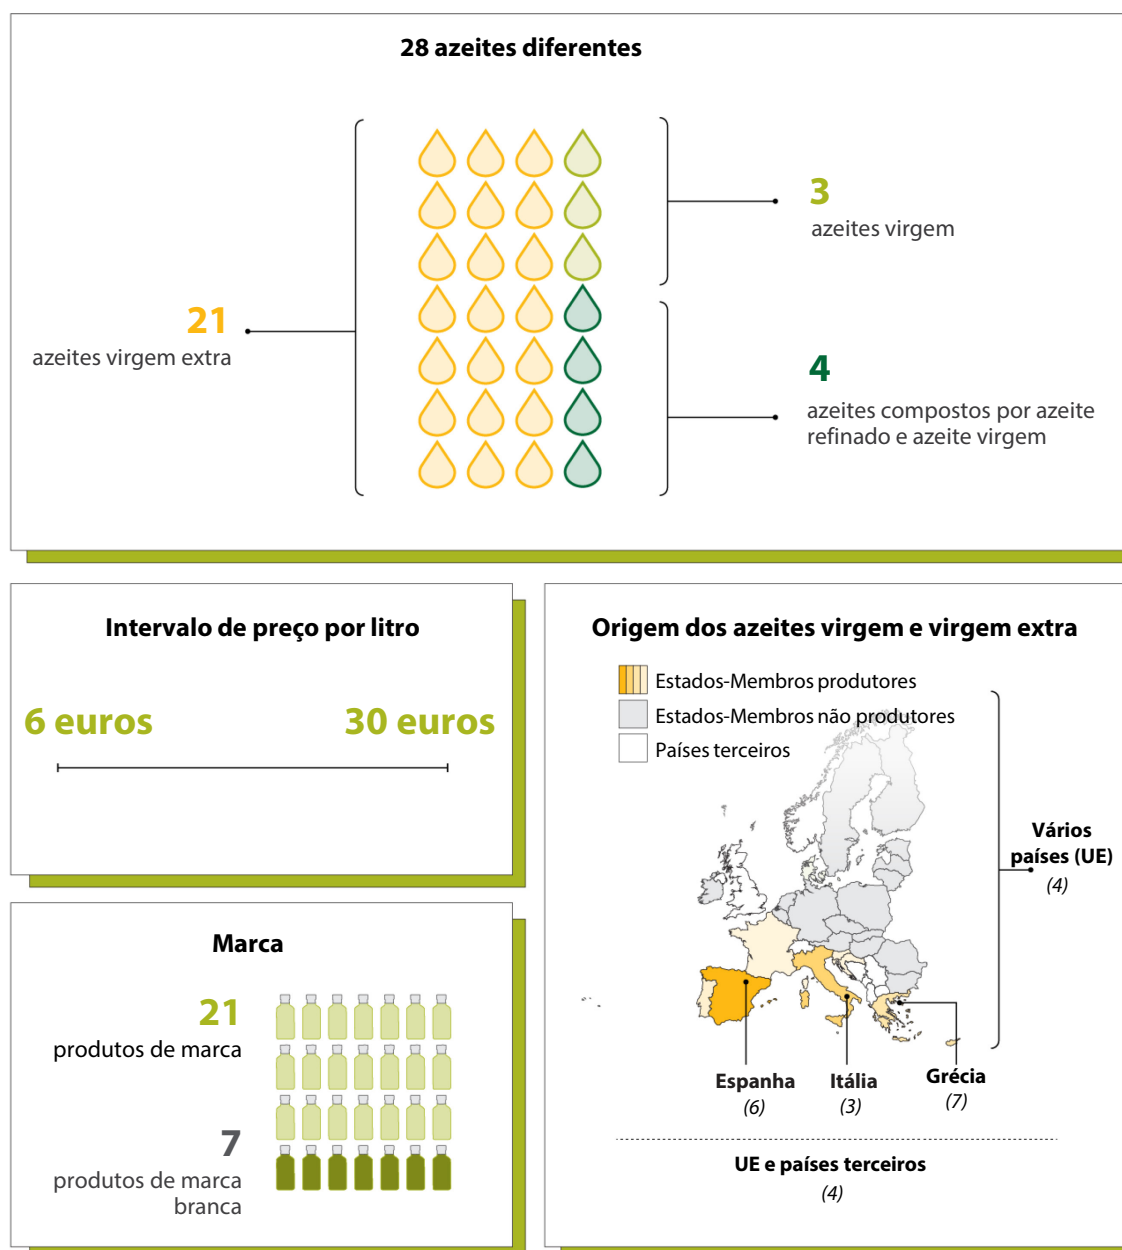 28 azeites diferentes
3
azeites virgem
21
azeites virgem extra
4
azeites compostos por azeite
refinado e azeite virgem
Intervalo de preço por litro
6 euros
30 euros
Marca
21
produtos de marca
7
produtos de marca
branca
Origem dos azeites virgem e virgem extra
Estados-Membros produtores
Estados-Membros não produtores
Países terceiros
Vários
países (UE)
(4)
Espanha
(6)
Itália
(3)
Grécia
(7)
UE e países terceiros
(4)